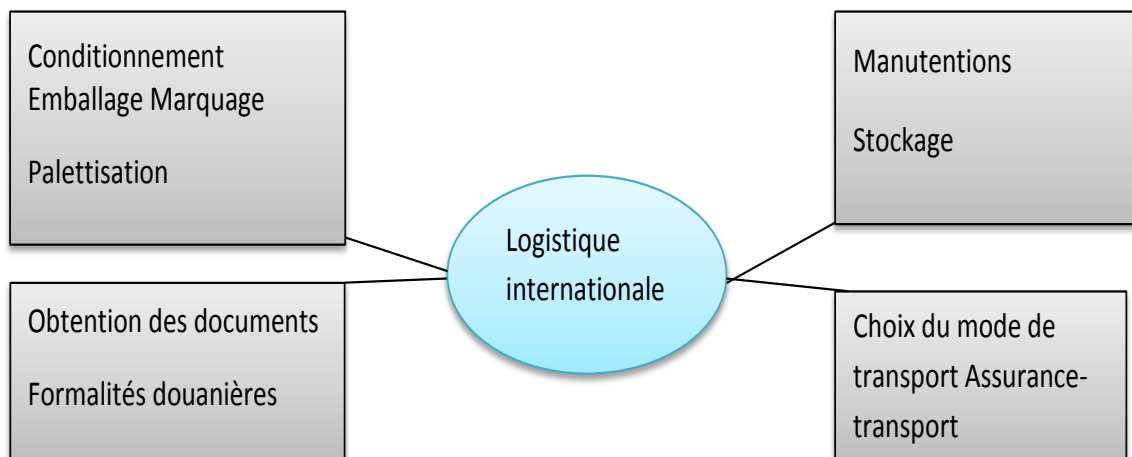 Conditionnement
Emballage Marquage
Palettisation
Manutentions
Stockage
Logistique
internationale
Obtention des documents
Formalités douanières
Choix du mode de
transport Assurance-
transport